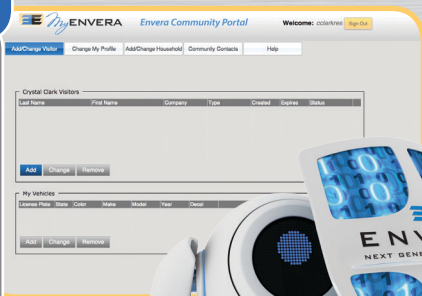 MyENVERA Envera Community Portal Welcome: cclarkres Sign Out
Add/Change Visitor Change My Profile Add/Change Household Community Contacts Help
Crystal Clark Visitors
Last Name First Name Company Type Created Expires Status
Add Change Remove
My Vehicles
License Plate State Color Make Model Year Decal
Add Change Remove
ENV
NEXT GENE